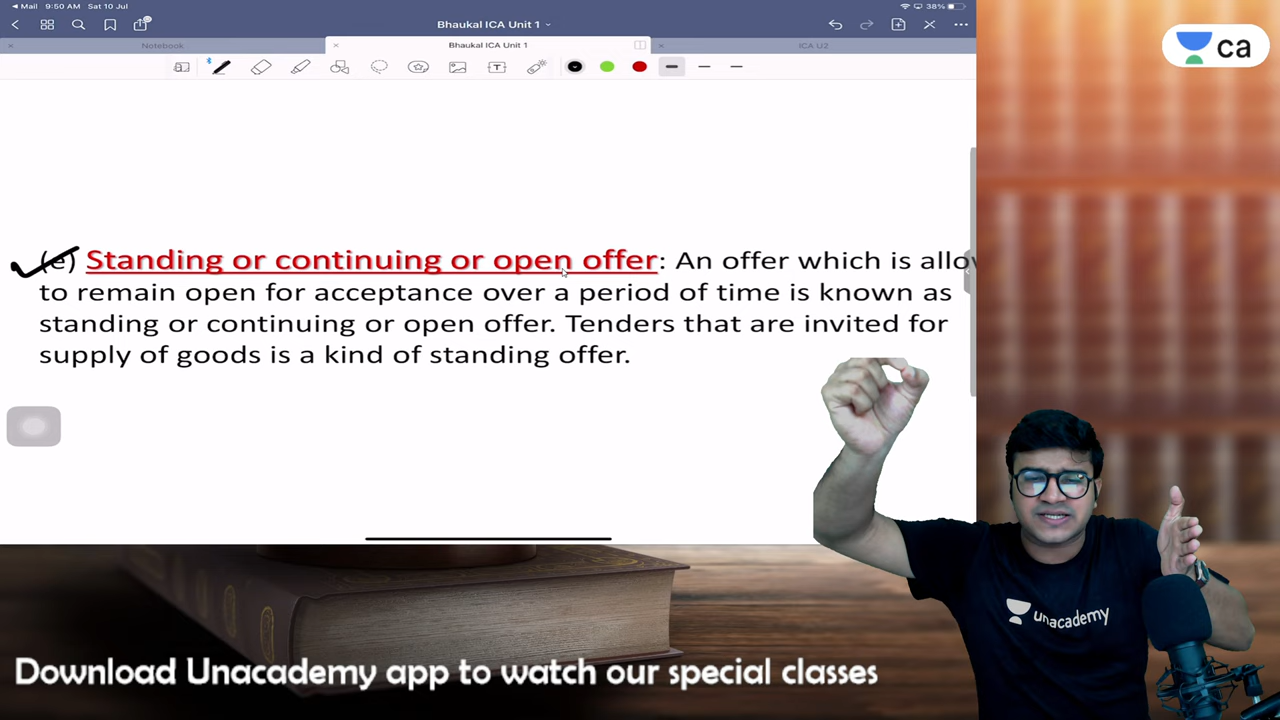 Mail 9:50 AM Sat 10 Jul 38%
Bhaukal ICA Unit 1
Notebook Bhaukal ICA Unit 1 ICA U2
ca
(e) Standing or continuing or open offer: An offer which is allo
to remain open for acceptance over a period of time is known as
standing or continuing or open offer. Tenders that are invited for
supply of goods is a kind of standing offer.
unacademy
Download Unacademy app to watch our special classes